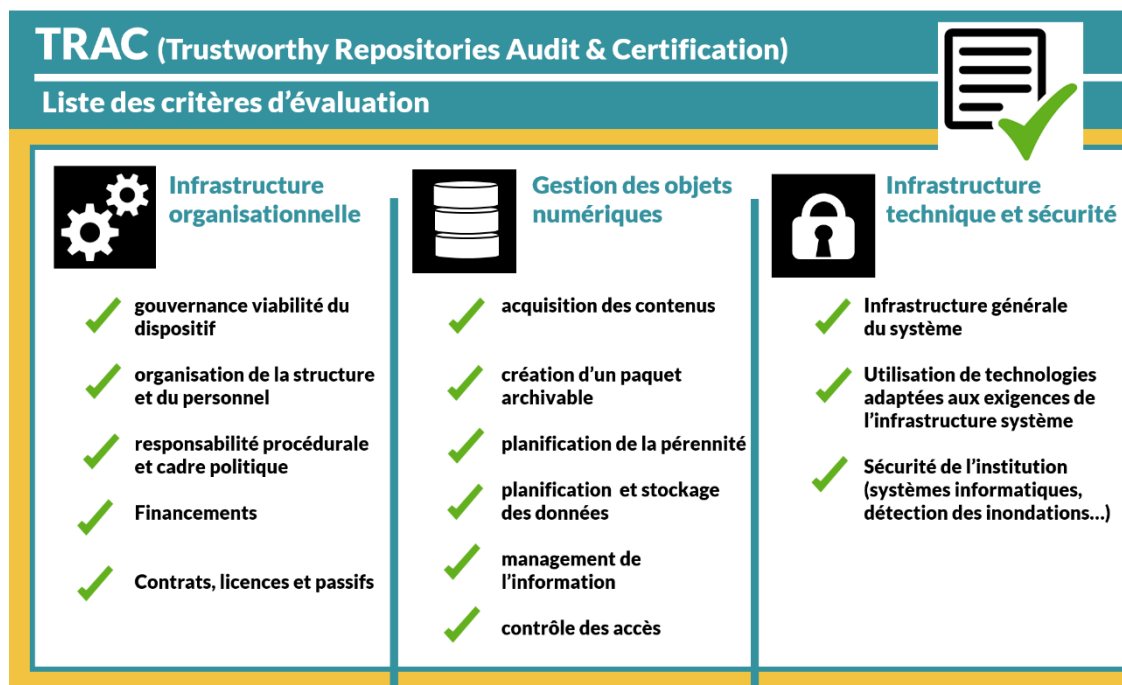 TRAC (Trustworthy Repositories Audit & Certification)
Liste des critères d'évaluation
Infrastructure
organisationnelle
gouvernance viabilité du
dispositif
organisation de la structure
et du personnel
responsabilité procédurale
et cadre politique
Financements
Contrats, licences et passifs
Gestion des objets
numériques
acquisition des contenus
création d'un paquet
archivable
planification de la pérennité
planification et stockage
des données
management de
l'information
contrôle des accès
Infrastructure
technique et sécurité
Infrastructure générale
du système
Utilisation de technologies
adaptées aux exigences de
l'infrastructure système
Sécurité de l'institution
(systèmes informatiques,
détection des inondations...)